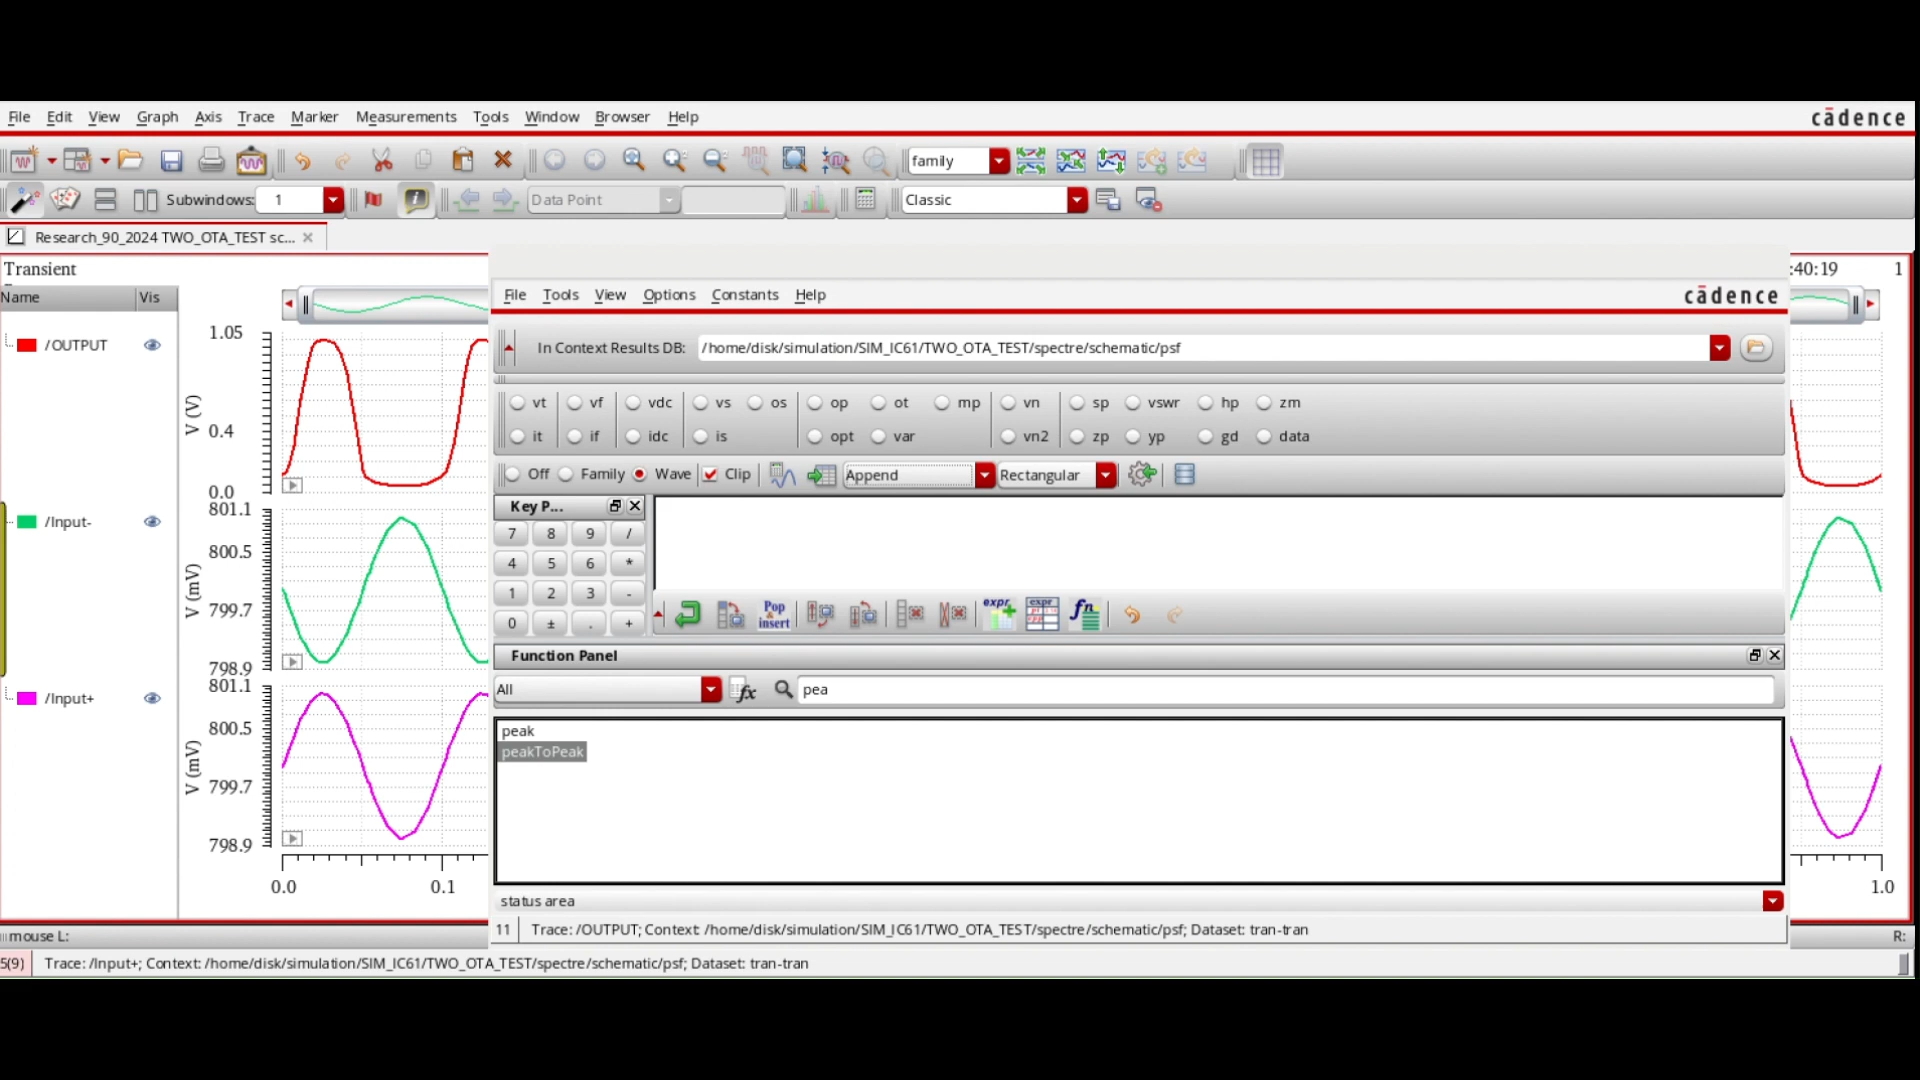 File Edit View Graph Axis Trace Marker Measurements Tools Window Browser Help cādence
family
Subwindows: 1 Data Point Classic
Research_90_2024 TWO_OTA_TEST sc...
Transient :40:19 1
Name Vis
/OUTPUT
/Input-
/Input+
1.05
V (V)
0.4
0.0
801.1
800.5
V (mV)
799.7
798.9
801.1
800.5
V (mV)
799.7
798.9
0.0 0.1 1.0
File Tools View Options Constants Help cādence
In Context Results DB: /home/disk/simulation/SIM_IC61/TWO_OTA_TEST/spectre/schematic/psf
vt vf vdc vs os op ot mp vn sp vswr hp zm
it if idc is opt var vn2 zp yp gd data
Off Family Wave Clip Append Rectangular
Key P...
7 8 9 /
4 5 6 *
1 2 3 -
0 ± . +
Pop & insert expr expr fn
Function Panel
All fx pea
peak
peakToPeak
status area
11 Trace: /OUTPUT; Context: /home/disk/simulation/SIM_IC61/TWO_OTA_TEST/spectre/schematic/psf; Dataset: tran-tran
mouse L: R:
5(9) Trace: /Input+; Context: /home/disk/simulation/SIM_IC61/TWO_OTA_TEST/spectre/schematic/psf; Dataset: tran-tran